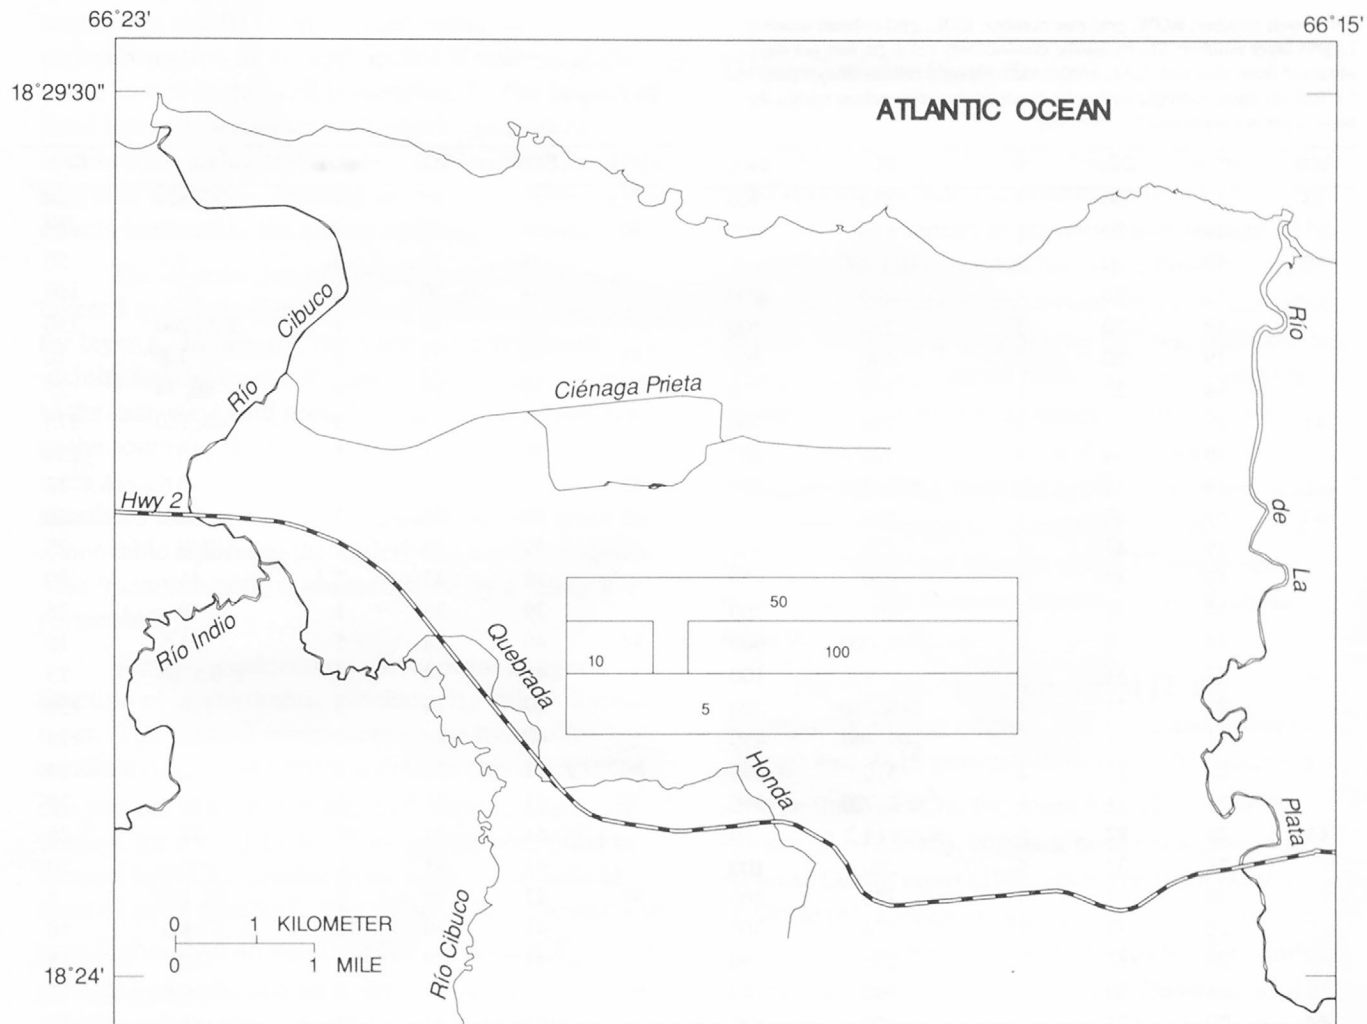 66°23'
66°15'
18°29'30"
ATLANTIC OCEAN
Cibuco
Río
Río
Ciénaga Prieta
Hwy 2
de
La
50
Río Indio
Quebrada
10
100
5
Honda
Plata
Río Cibuco
0 1 KILOMETER
0 1 MILE
18°24'